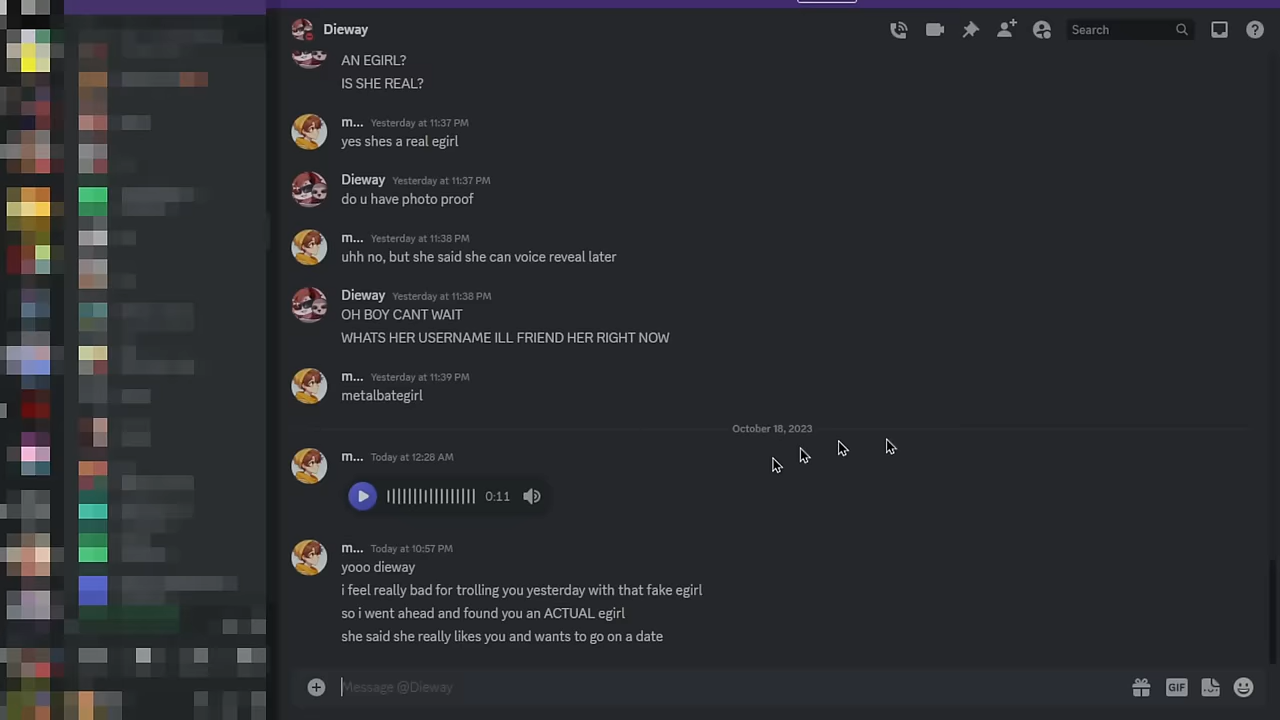 Dieway
Search
AN EGIRL?
IS SHE REAL?
m... Yesterday at 11:37 PM
yes shes a real egirl
Dieway Yesterday at 11:37 PM
do u have photo proof
m... Yesterday at 11:38 PM
uhh no, but she said she can voice reveal later
Dieway Yesterday at 11:38 PM
OH BOY CANT WAIT
WHATS HER USERNAME ILL FRIEND HER RIGHT NOW
m... Yesterday at 11:39 PM
metalbategirl
October 18, 2023
m... Today at 12:28 AM
0:11
m... Today at 10:57 PM
yooo dieway
i feel really bad for trolling you yesterday with that fake egirl
so i went ahead and found you an ACTUAL egirl
she said she really likes you and wants to go on a date
Message @Dieway
GIF